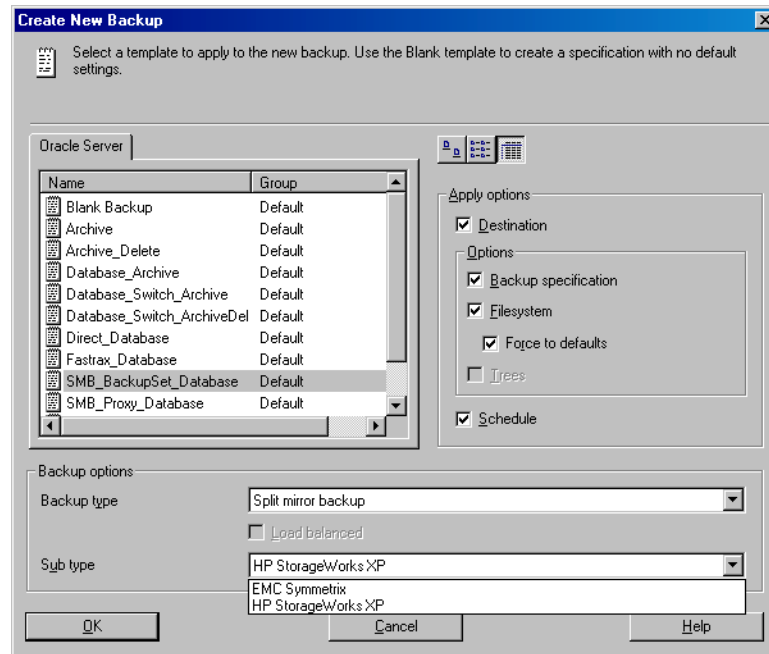 Create New Backup
Select a template to apply to the new backup. Use the Blank template to create a specification with no default
settings.
Oracle Server
Name Group
Blank Backup Default
Archive Default
Archive_Delete Default
Database_Archive Default
Database_Switch_Archive Default
Database_Switch_ArchiveDel Default
Direct_Database Default
Fastrax_Database Default
SMB_BackupSet_Database Default
SMB_Proxy_Database Default
Apply options
Destination
Options
Backup specification
Filesystem
Force to defaults
Trees
Schedule
Backup options
Backup type Split mirror backup
Load balanced
Sub type HP StorageWorks XP
EMC Symmetrix
HP StorageWorks XP
OK Cancel Help